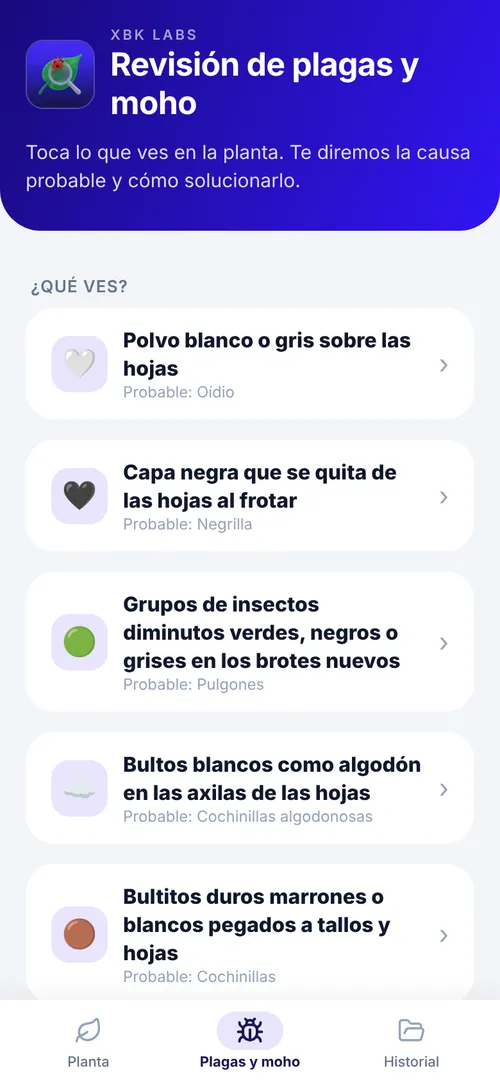 XBK LABS
Revisión de plagas y
moho
Toca lo que ves en la planta. Te diremos la causa
probable y cómo solucionarlo.
¿QUÉ VES?
Polvo blanco o gris sobre las
hojas
Probable: Oídio
Capa negra que se quita de
las hojas al frotar
Probable: Negrilla
Grupos de insectos
diminutos verdes, negros o
grises en los brotes nuevos
Probable: Pulgones
Bultos blancos como algodón
en las axilas de las hojas
Probable: Cochinillas algodonosas
Bultitos duros marrones o
blancos pegados a tallos y
hojas
Probable: Cochinillas
Planta
Plagas y moho
Historial